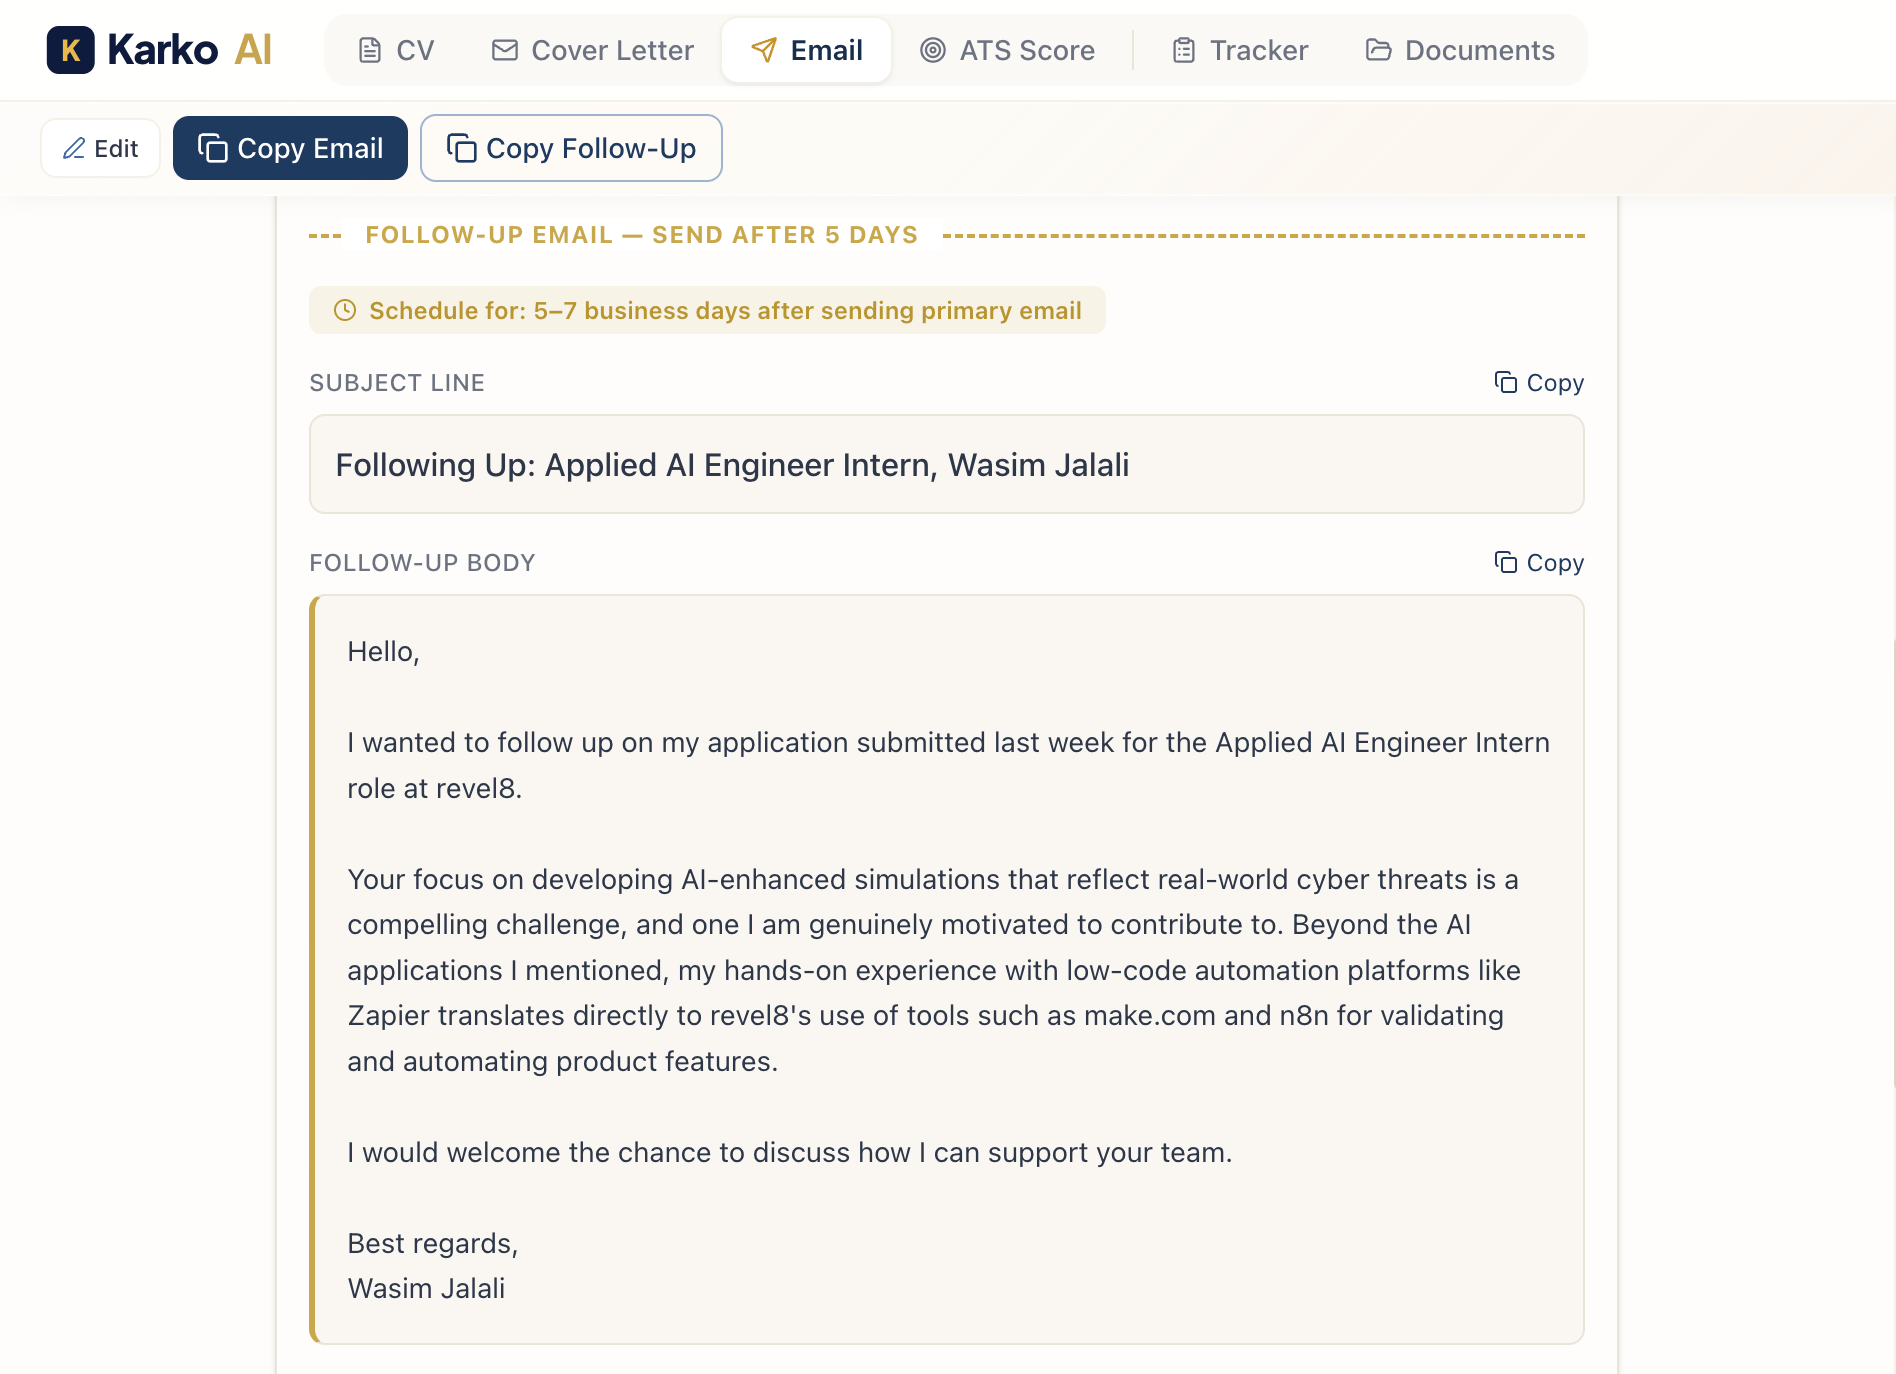 K Karko AI
CV
Cover Letter
Email
ATS Score
Tracker
Documents
Edit
Copy Email
Copy Follow-Up
FOLLOW-UP EMAIL — SEND AFTER 5 DAYS
Schedule for: 5–7 business days after sending primary email
SUBJECT LINE
Copy
Following Up: Applied AI Engineer Intern, Wasim Jalali
FOLLOW-UP BODY
Copy
Hello,
I wanted to follow up on my application submitted last week for the Applied AI Engineer Intern
role at revel8.
Your focus on developing AI-enhanced simulations that reflect real-world cyber threats is a
compelling challenge, and one I am genuinely motivated to contribute to. Beyond the AI
applications I mentioned, my hands-on experience with low-code automation platforms like
Zapier translates directly to revel8's use of tools such as make.com and n8n for validating
and automating product features.
I would welcome the chance to discuss how I can support your team.
Best regards,
Wasim Jalali